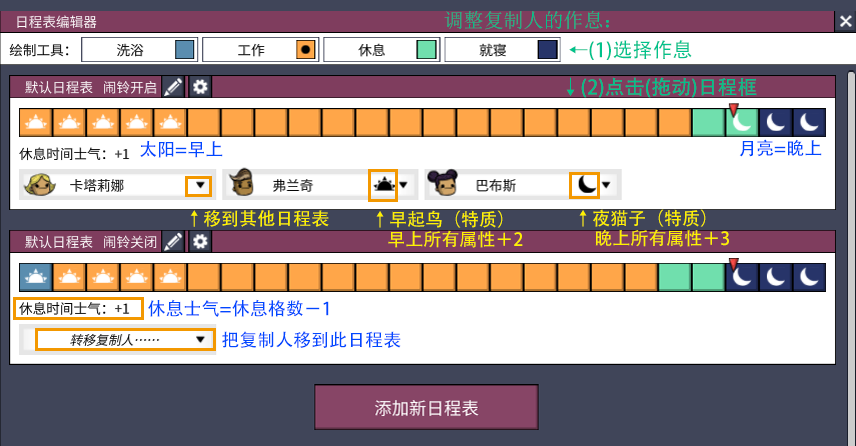 日程表编辑器 调整复制人的作息:
绘制工具： 洗浴 工作 休息 就寝 ←(1)选择作息
默认日程表 闹铃开启 ↓(2)点击(拖动)日程框
休息时间士气：+1 太阳=早上 月亮=晚上
卡塔莉娜 弗兰奇 巴布斯
↑移到其他日程表 ↑早起鸟（特质） ↑夜猫子（特质）
早上所有属性+2 晚上所有属性+3
默认日程表 闹铃关闭
休息时间士气：+1 休息士气=休息格数－1
转移复制人…… 把复制人移到此日程表
添加新日程表